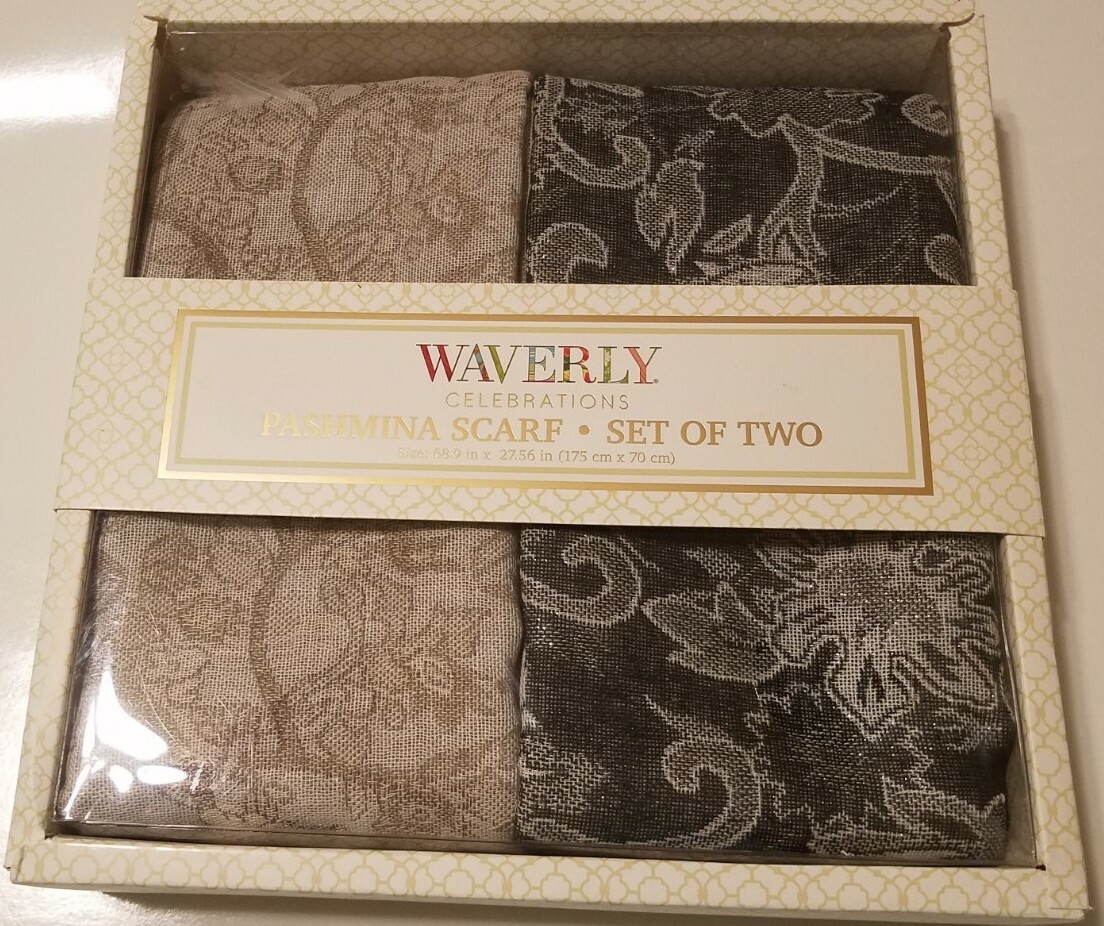 WAVERLY
CELEBRATIONS
PASHMINA SCARF • SET OF TWO
Size: 68.9 in x 27.56 in (175 cm x 70 cm)